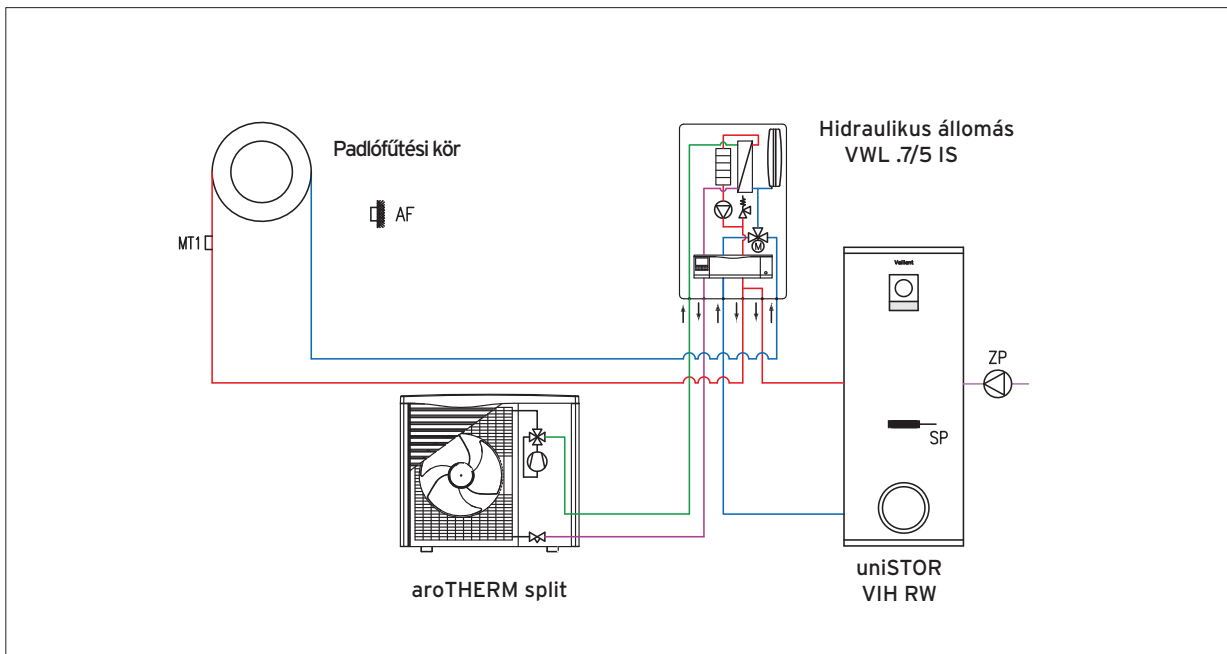 Hidraulikus állomás
VWL .7/5 IS
Padlófűtési kör
AF
MT1
M
Vaillant
ZP
SP
aroTHERM split
uniSTOR
VIH RW